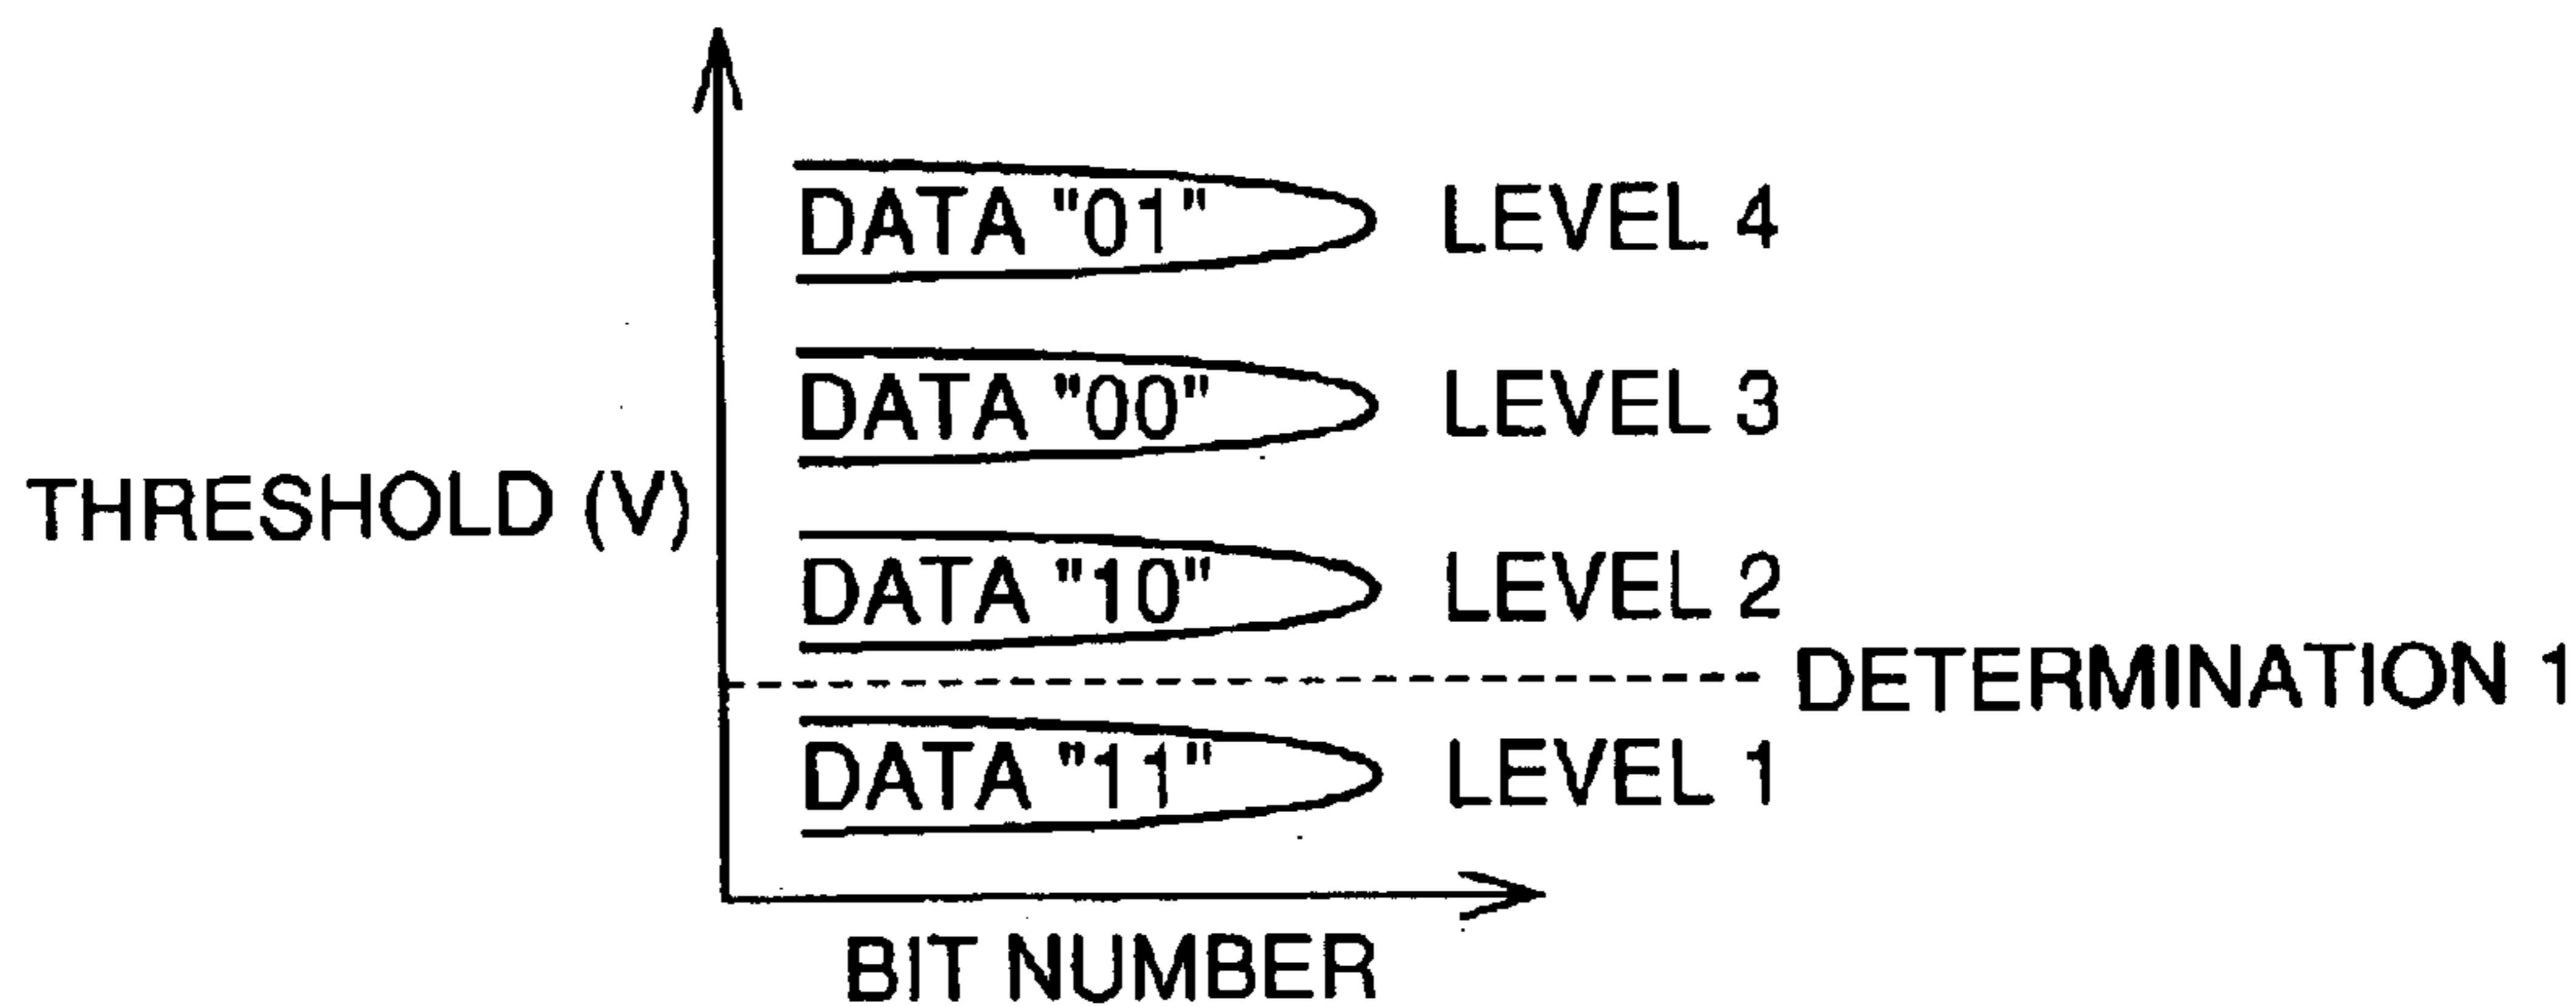 DATA "01" LEVEL 4
DATA "00" LEVEL 3
THRESHOLD (V)
DATA "10" LEVEL 2
DETERMINATION 1
DATA "11" LEVEL 1
BIT NUMBER